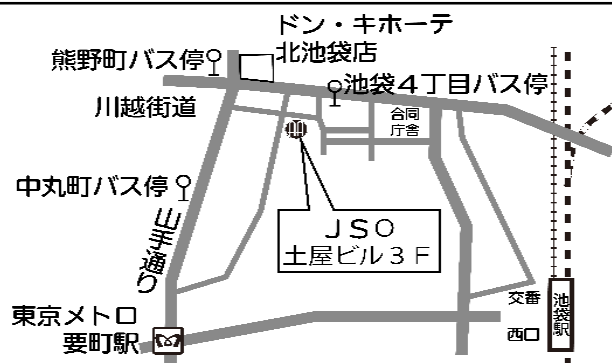 ドン・キホーテ
北池袋店
熊野町バス停
池袋４丁目バス停
川越街道
合同
庁舎
中丸町バス停
山手通り
ＪＳＯ
土屋ビル３Ｆ
東京メトロ
要町駅
交番
西口
池袋駅